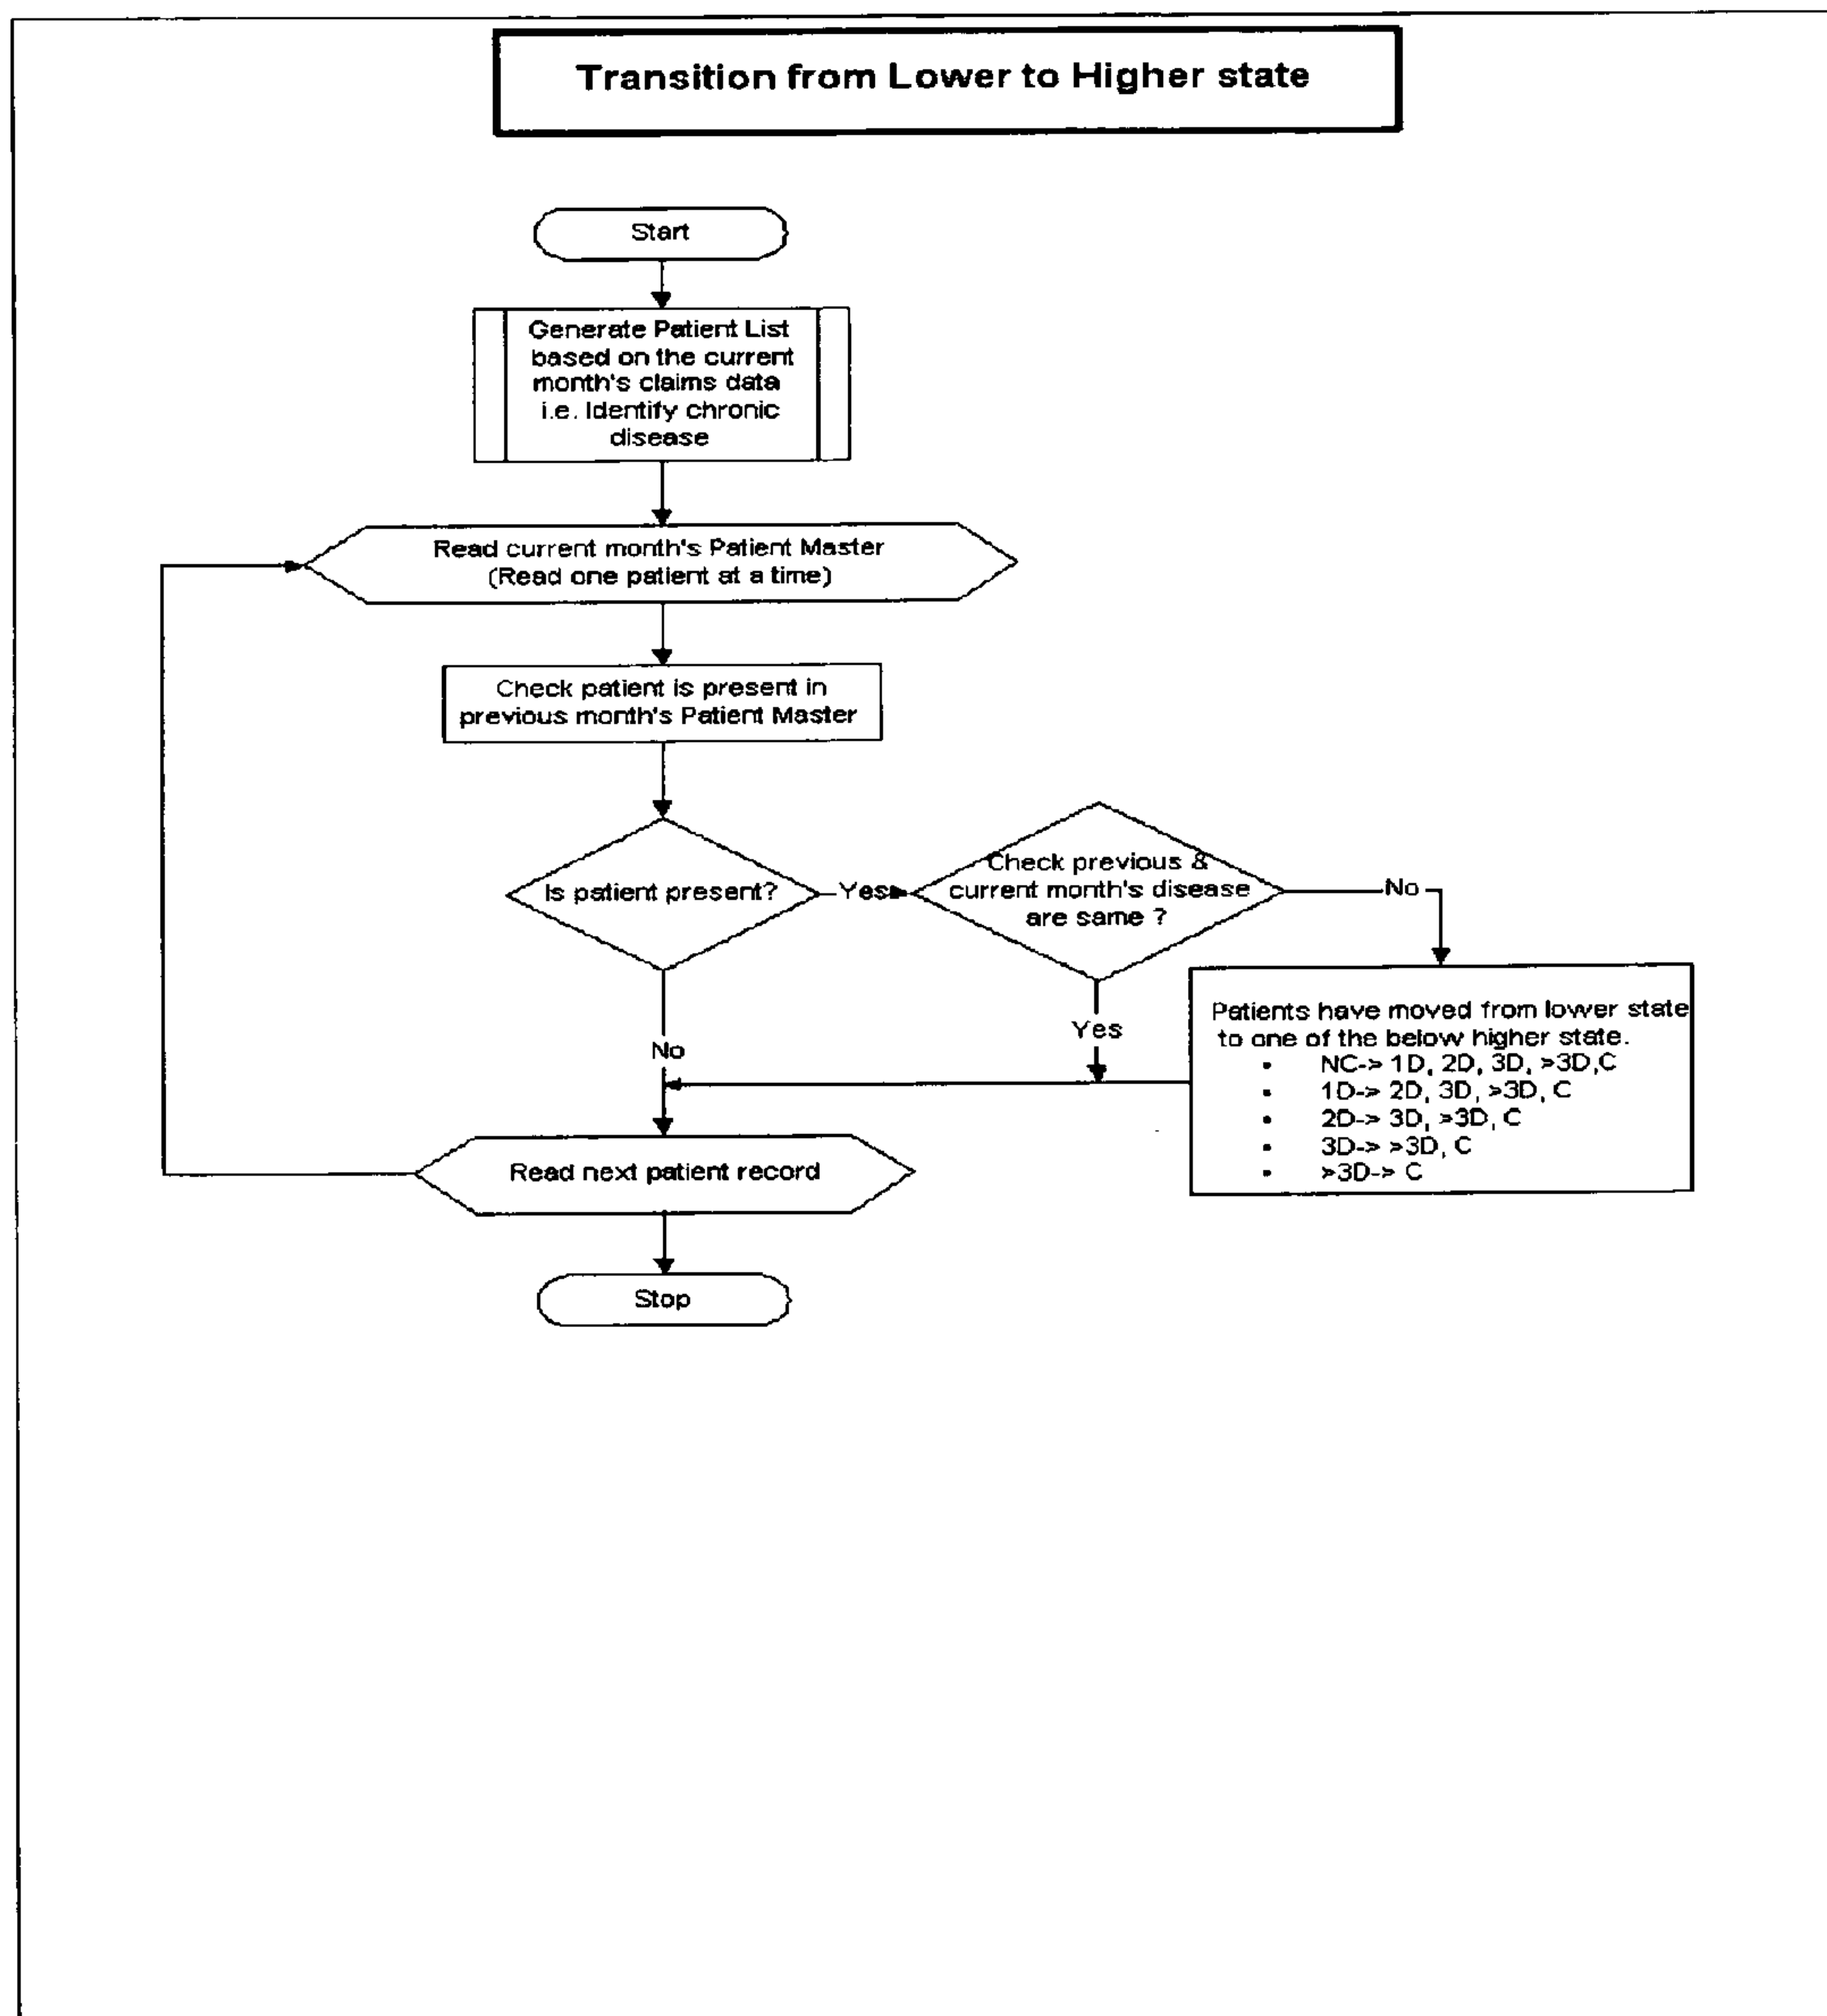 Transition from Lower to Higher state
Start
Generate Patient List
based on the current
month's claims data
i.e. Identify chronic
disease
Read current month's Patient Master
(Read one patient at a time)
Check patient is present in
previous month's Patient Master
Is patient present?
Yes
Check previous &
current month's disease
are same ?
No
Yes
No
Patients have moved from lower state
to one of the below higher state.
• NC-> 1D, 2D, 3D, >3D,C
• 1D-> 2D, 3D, >3D, C
• 2D-> 3D, >3D, C
• 3D-> >3D, C
• >3D-> C
Read next patient record
Stop